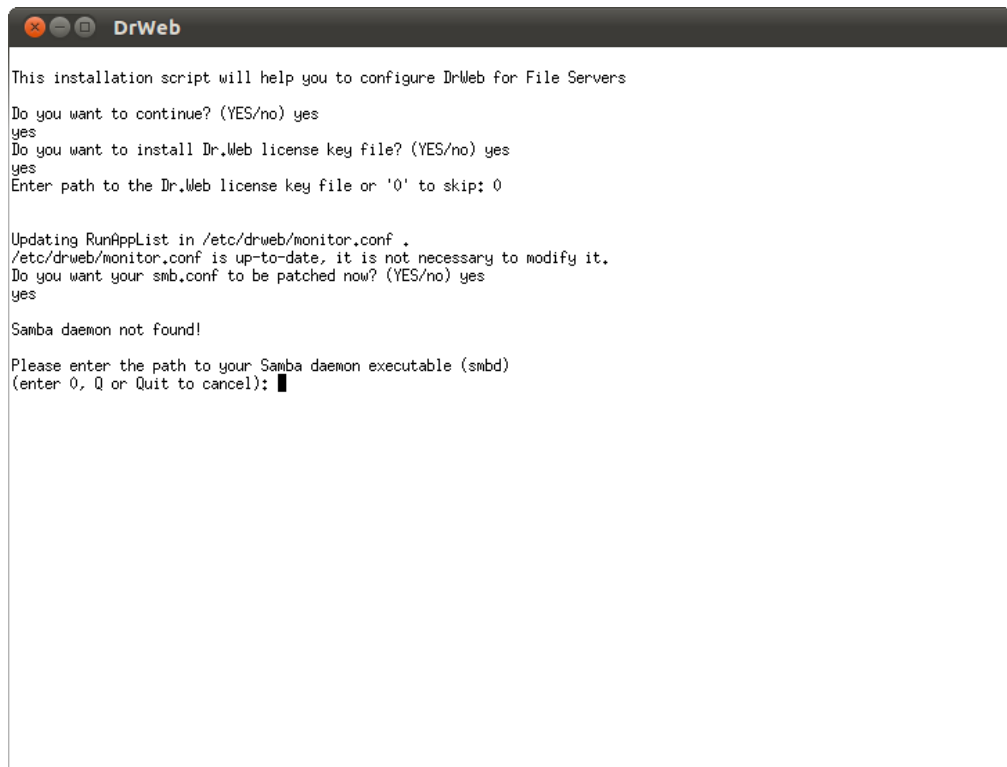 DrWeb
This installation script will help you to configure DrWeb for File Servers
Do you want to continue? (YES/no) yes
yes
Do you want to install Dr.Web license key file? (YES/no) yes
yes
Enter path to the Dr.Web license key file or '0' to skip: 0
Updating RunAppList in /etc/drweb/monitor.conf .
/etc/drweb/monitor.conf is up-to-date, it is not necessary to modify it.
Do you want your smb.conf to be patched now? (YES/no) yes
yes
Samba daemon not found!
Please enter the path to your Samba daemon executable (smbd)
(enter 0, Q or Quit to cancel):